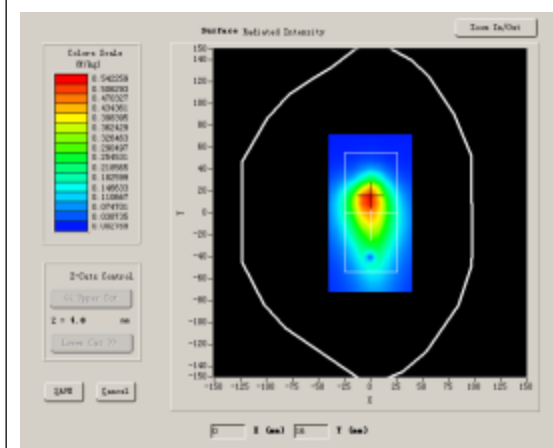 Surface Radiated Intensity
Zoom In/Out
Colors Scale
(W/kg)
0.542259
0.506293
0.470327
0.434361
0.398395
0.362429
0.326463
0.290497
0.254531
0.218565
0.182599
0.146633
0.110667
0.074701
0.038735
0.002769
Z-Cuts Control
Upper Cut
Z = 4.0 mm
Lower Cut >>
SAVE
Cancel
150
140
120
100
80
60
40
20
0
-20
-40
-60
-80
-100
-120
-140
-150
Y
-150 -125 -100 -75 -50 -25 0 25 50 75 100 125 150
X
0 X (mm) 16 Y (mm)